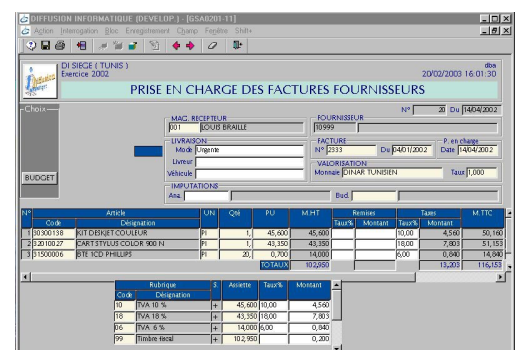 DIFFUSION INFORMATIQUE (DEVELOP ) - [GSA0201-11]
Action Interrogation Bloc Enregistrement Champ Fenêtre Shift+
DI SIEGE ( TUNIS ) dba
Exercice 2002 20/02/2003 16:01:30
PRISE EN CHARGE DES FACTURES FOURNISSEURS
Choix N° 20 Du 14/04/2002
MAG. RECEPTEUR FOURNISSEUR
001 LOUIS BRAILLE 10999
LIVRAISON FACTURE P. en charge
Mode Urgente N° 2333 Du 04/01/2002 Date 14/04/2002
Livreur VALORISATION
BUDGET Véhicule Monnaie DINAR TUNISIEN Taux 1,000
IMPUTATIONS
Ana. Bud.
N° Article UN Qté PU M.HT Remises Taxes M.TTC
Code Désignation Taux% Montant Taux% Montant
1 30300138 KIT DESKJET COULEUR PI 1, 45,600 45,600 10,00 4,560 50,160
2 32010027 CART STYLUS COLOR 900 N PI 1, 43,350 43,350 18,00 7,803 51,153
3 31500006 BTE 1CD PHILLIPS PI 20, 0,700 14,000 6,00 0,840 14,840
TOTAUX 102,950 13,203 116,153
Rubrique S Assiette Taux% Montant
Code Désignation
10 TVA 10 % + 45,600 10,00 4,560
18 TVA 18 % + 43,350 18,00 7,803
06 TVA 6 % + 14,000 6,00 0,840
99 Timbre fiscal + 102,950 0,200